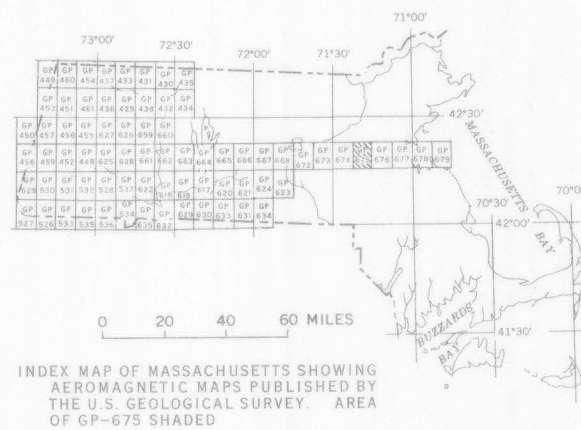 73°00'
72°30'
72°00'
71°30'
71°00'
GP 449 GP 460 GP 454 GP 437 GP 433 GP 431 GP 430 GP 435
GP 453 GP 451 GP 461 GP 436 GP 429 GP 438 GP 432 GP 434
42°30'
GP 450 GP 457 GP 456 GP 455 GP 627 GP 626 GP 659 GP 660
GP 458 GP 459 GP 452 GP 448 GP 625 GP 628 GP 661 GP 662 GP 663 GP 664 GP 665 GP 666 GP 667 GP 668 GP 672 GP 673 GP 674 GP 675 GP 676 GP 677 GP 678 GP 679
GP 529 GP 530 GP 531 GP 532 GP 528 GP 537 GP 622 GP 618 GP 619 GP 617 GP 620 GP 621 GP 624 GP 623
GP 527 GP 526 GP 533 GP 535 GP 536 GP 534 GP 635 GP 632 GP 629 GP 630 GP 633 GP 631 GP 634
MASSACHUSETTS
BAY
70°30'
70°0
42°00'
BUZZARDS
BAY
41°30'
0 20 40 60 MILES
INDEX MAP OF MASSACHUSETTS SHOWING
AEROMAGNETIC MAPS PUBLISHED BY
THE U.S. GEOLOGICAL SURVEY. AREA
OF GP-675 SHADED